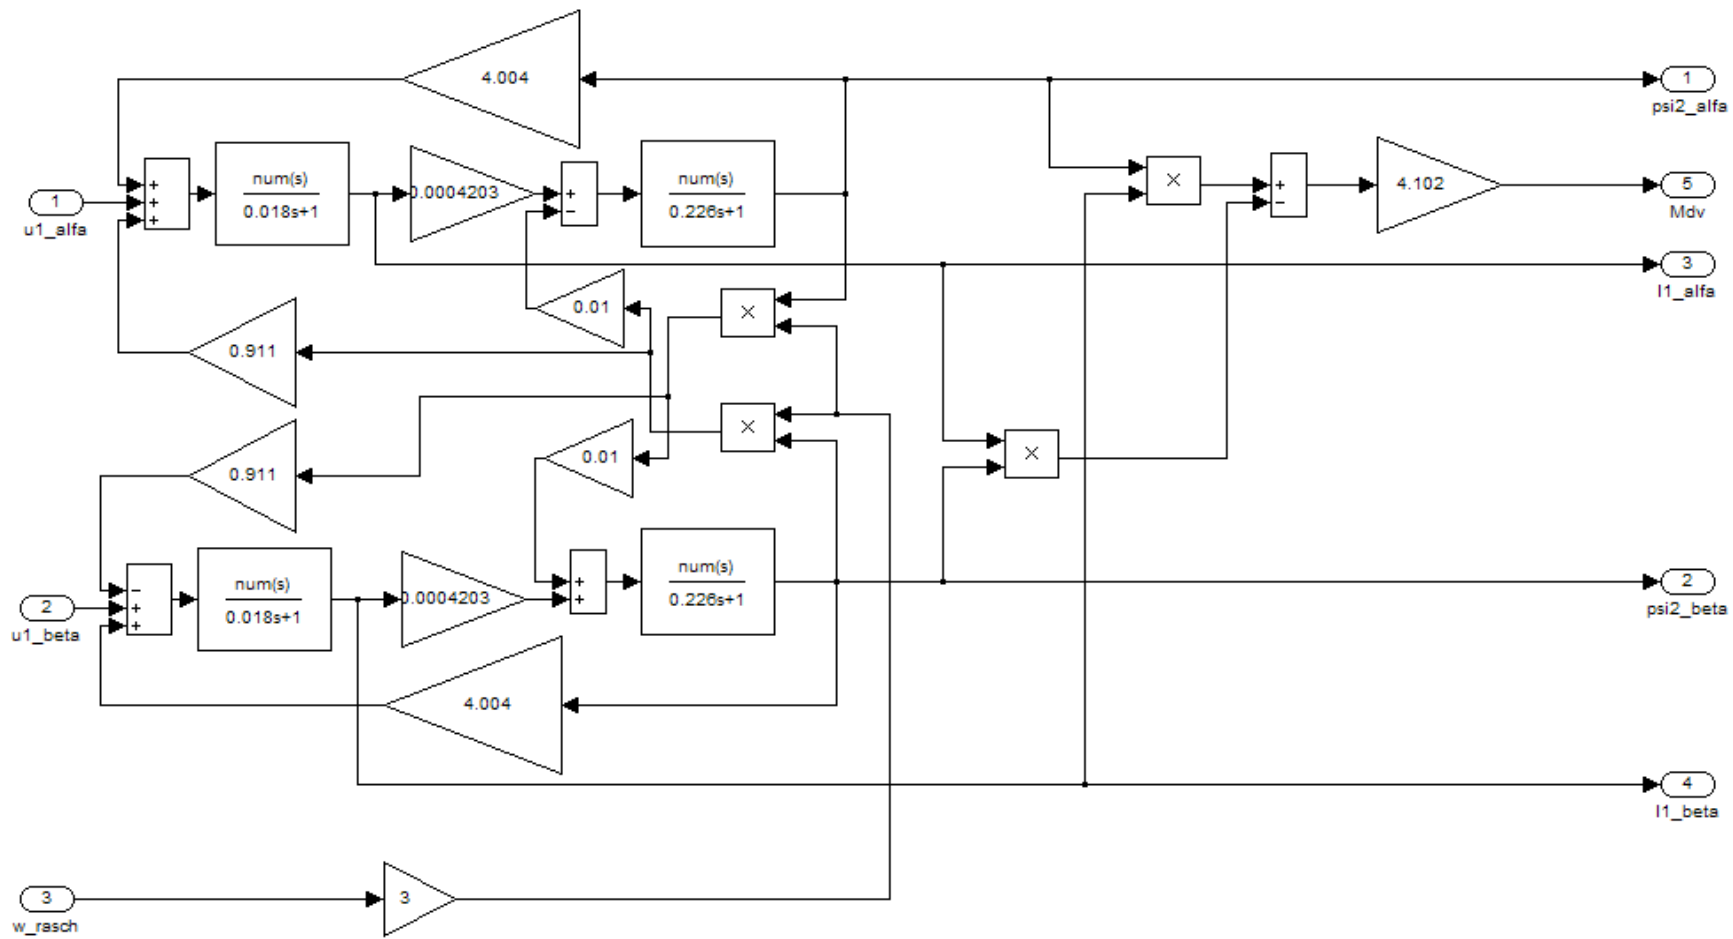 4.004
1
psi2_alfa
num(s)
0.018s+1
0.0004203
+
−
num(s)
0.226s+1
×
+
−
4.102
5
Mdv
+
+
+
1
u1_alfa
3
I1_alfa
0.01
×
0.911
×
0.01
×
0.911
−
+
+
2
u1_beta
num(s)
0.018s+1
0.0004203
+
+
num(s)
0.226s+1
2
psi2_beta
4.004
4
I1_beta
3
w_rasch
3